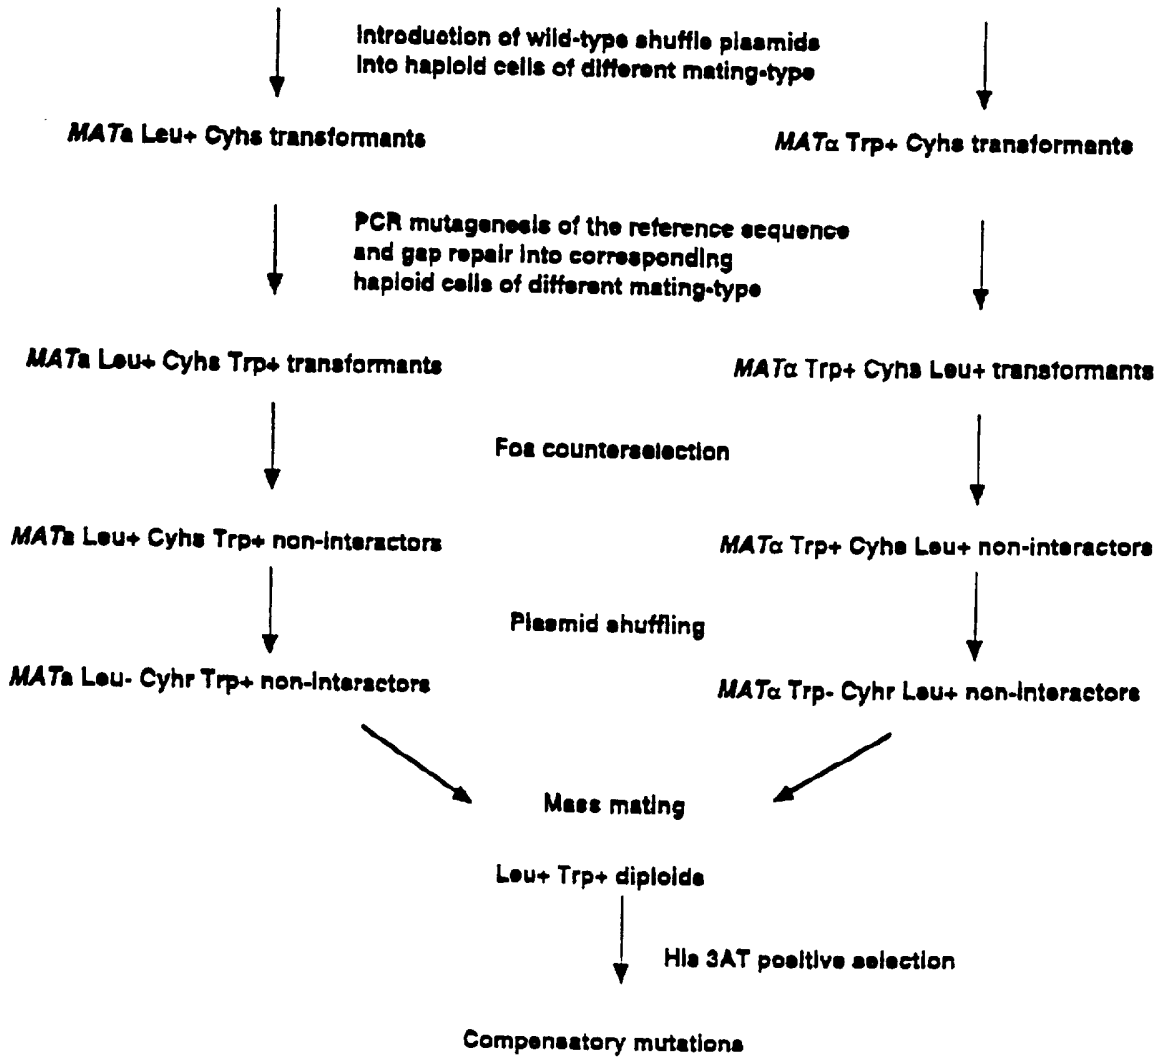 Introduction of wild-type shuffle plasmids
into haploid cells of different mating-type
MATa Leu+ Cyhs transformants
MATα Trp+ Cyhs transformants
PCR mutagenesis of the reference sequence
and gap repair into corresponding
haploid cells of different mating-type
MATa Leu+ Cyhs Trp+ transformants
MATα Trp+ Cyhs Leu+ transformants
Foa counterselection
MATa Leu+ Cyhs Trp+ non-interactors
MATα Trp+ Cyhs Leu+ non-interactors
Plasmid shuffling
MATa Leu- Cyhr Trp+ non-interactors
MATα Trp- Cyhr Leu+ non-interactors
Mass mating
Leu+ Trp+ diploids
His 3AT positive selection
Compensatory mutations